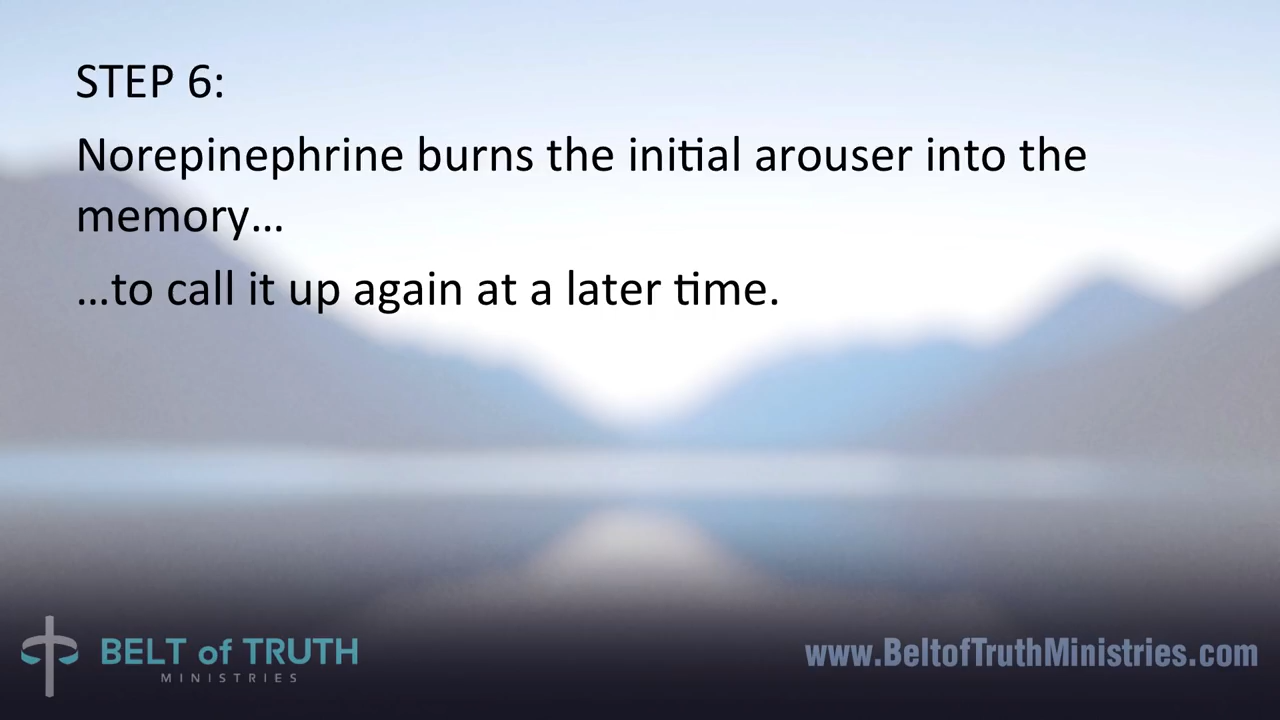 STEP 6:
Norepinephrine burns the initial arouser into the
memory…
…to call it up again at a later time.
BELT of TRUTH
MINISTRIES
www.BeltofTruthMinistries.com